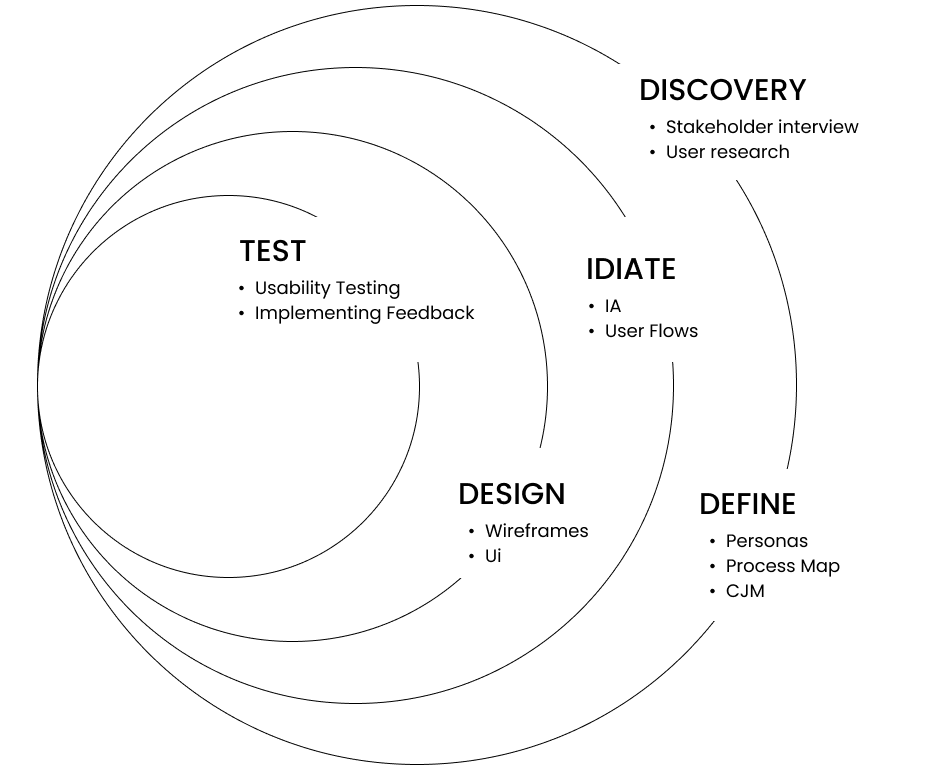 DISCOVERY
• Stakeholder interview
• User research
IDIATE
• IA
• User Flows
TEST
• Usability Testing
• Implementing Feedback
DESIGN
• Wireframes
• Ui
DEFINE
• Personas
• Process Map
• CJM